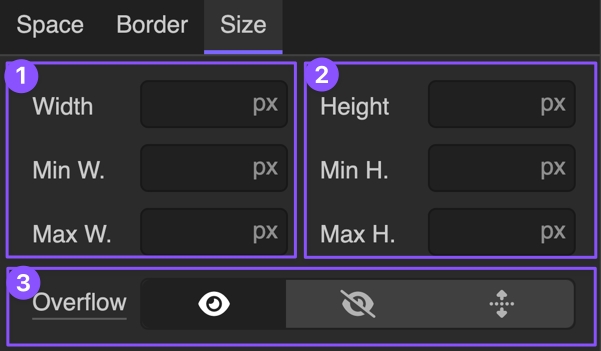 Space Border Size
1 2
Width px Height px
Min W. px Min H. px
Max W. px Max H. px
3
Overflow